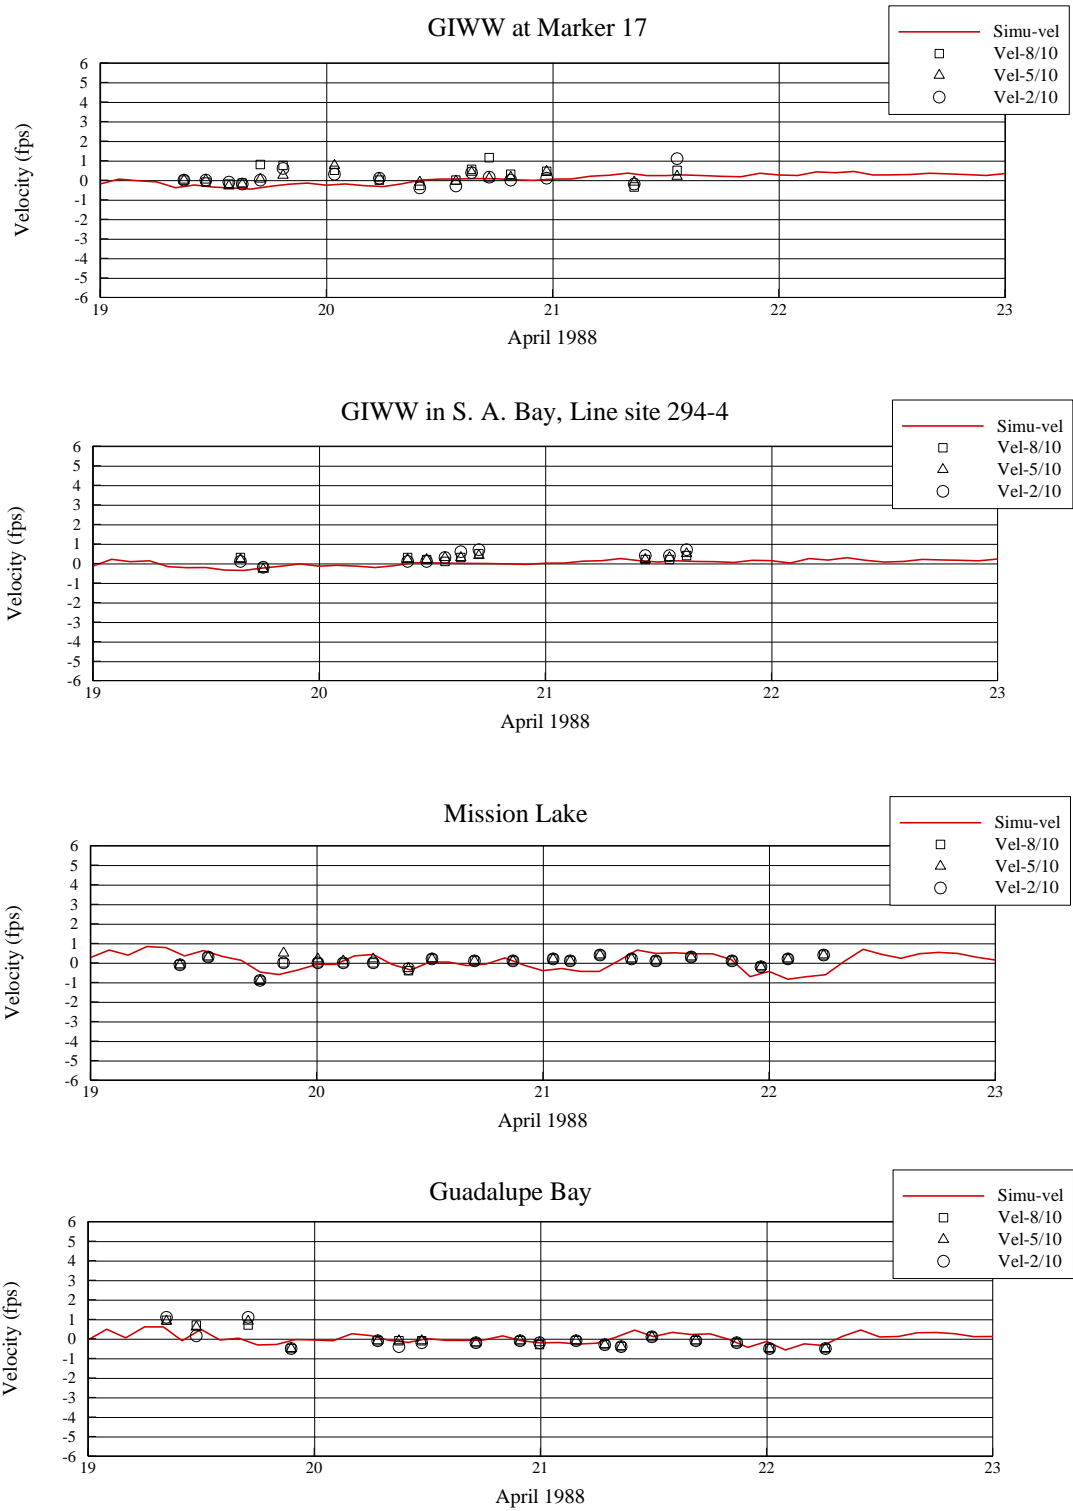 GIWW at Marker 17
Simu-vel
Vel-8/10
Vel-5/10
Vel-2/10
6
5
4
3
2
1
0
-1
-2
-3
-4
-5
-6
Velocity (fps)
19 20 21 22 23
April 1988
GIWW in S. A. Bay, Line site 294-4
Simu-vel
Vel-8/10
Vel-5/10
Vel-2/10
6
5
4
3
2
1
0
-1
-2
-3
-4
-5
-6
Velocity (fps)
19 20 21 22 23
April 1988
Mission Lake
Simu-vel
Vel-8/10
Vel-5/10
Vel-2/10
6
5
4
3
2
1
0
-1
-2
-3
-4
-5
-6
Velocity (fps)
19 20 21 22 23
April 1988
Guadalupe Bay
Simu-vel
Vel-8/10
Vel-5/10
Vel-2/10
6
5
4
3
2
1
0
-1
-2
-3
-4
-5
-6
Velocity (fps)
19 20 21 22 23
April 1988